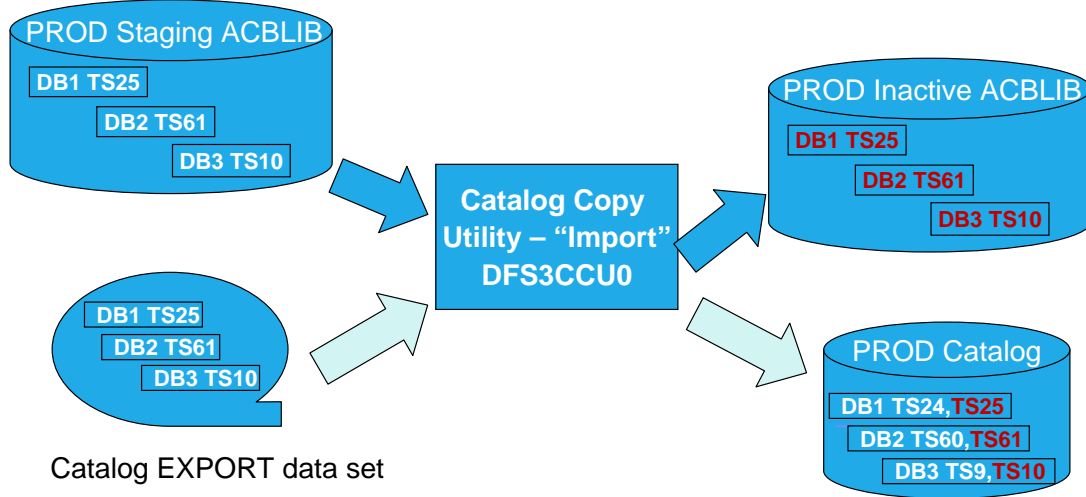 PROD Staging ACBLIB
DB1 TS25
DB2 TS61
DB3 TS10
Catalog EXPORT data set
DB1 TS25
DB2 TS61
DB3 TS10
Catalog Copy
Utility – “Import”
DFS3CCU0
PROD Inactive ACBLIB
DB1 TS25
DB2 TS61
DB3 TS10
PROD Catalog
DB1 TS24,TS25
DB2 TS60,TS61
DB3 TS9,TS10